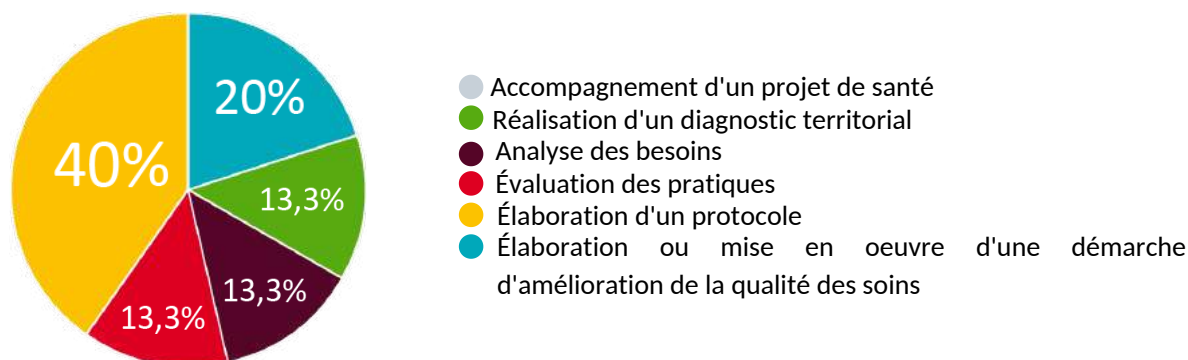 20%
40%
13,3%
13,3%
13,3%
Accompagnement d'un projet de santé
Réalisation d'un diagnostic territorial
Analyse des besoins
Évaluation des pratiques
Élaboration d'un protocole
Élaboration ou mise en oeuvre d'une démarche
d'amélioration de la qualité des soins